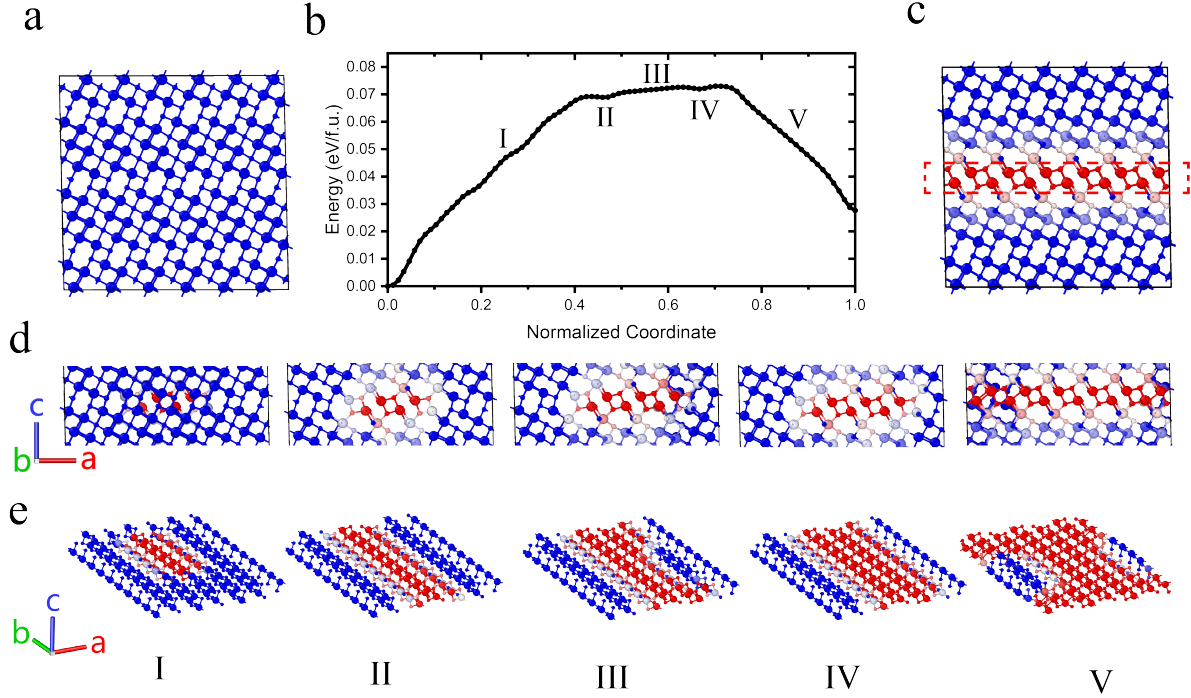 a
b
c
0.08
0.07
0.06
0.05
0.04
0.03
0.02
0.01
0.00
Energy (eV/f.u.)
I
II
III
IV
V
0.0 0.2 0.4 0.6 0.8 1.0
Normalized Coordinate
d
c
b a
e
c
b a
I II III IV V